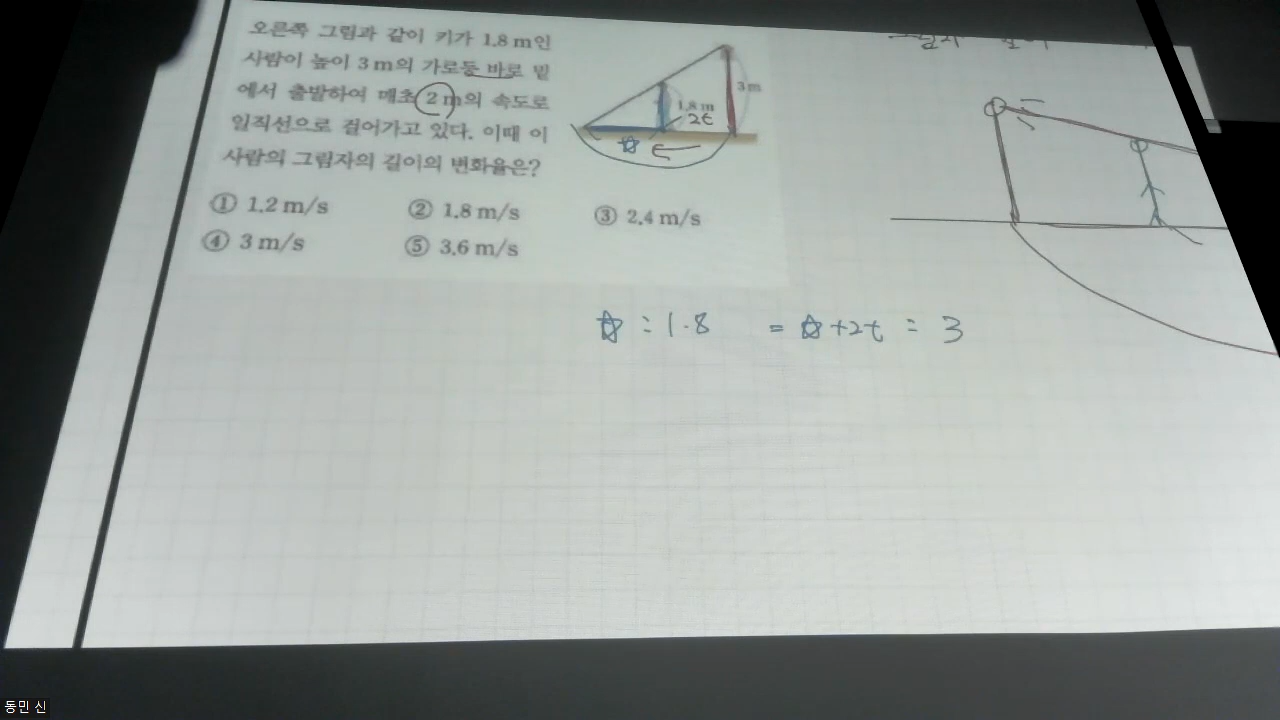 오른쪽 그림과 같이 키가 1.8 m인
사람이 높이 3 m의 가로등 바로 밑
에서 출발하여 매초 2 m의 속도로
일직선으로 걸어가고 있다. 이때 이
사람의 그림자의 길이의 변화율은?
3 m
1.8 m
2t
☆
① 1.2 m/s ② 1.8 m/s ③ 2.4 m/s
④ 3 m/s ⑤ 3.6 m/s
☆ : 1.8 = ☆+2t : 3
동민 신